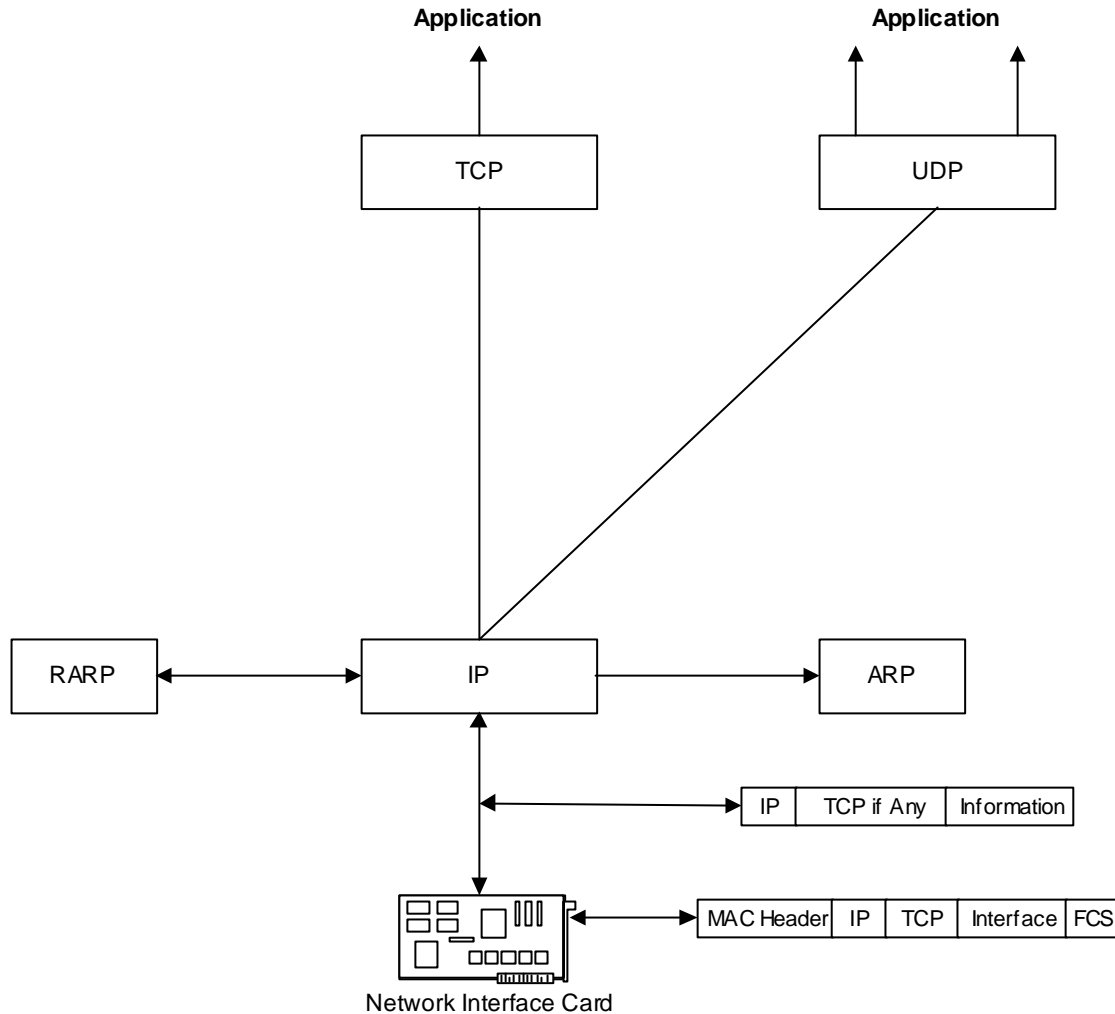 Application
Application
TCP
UDP
RARP
IP
ARP
IP
TCP if Any
Information
MAC Header
IP
TCP
Interface
FCS
Network Interface Card